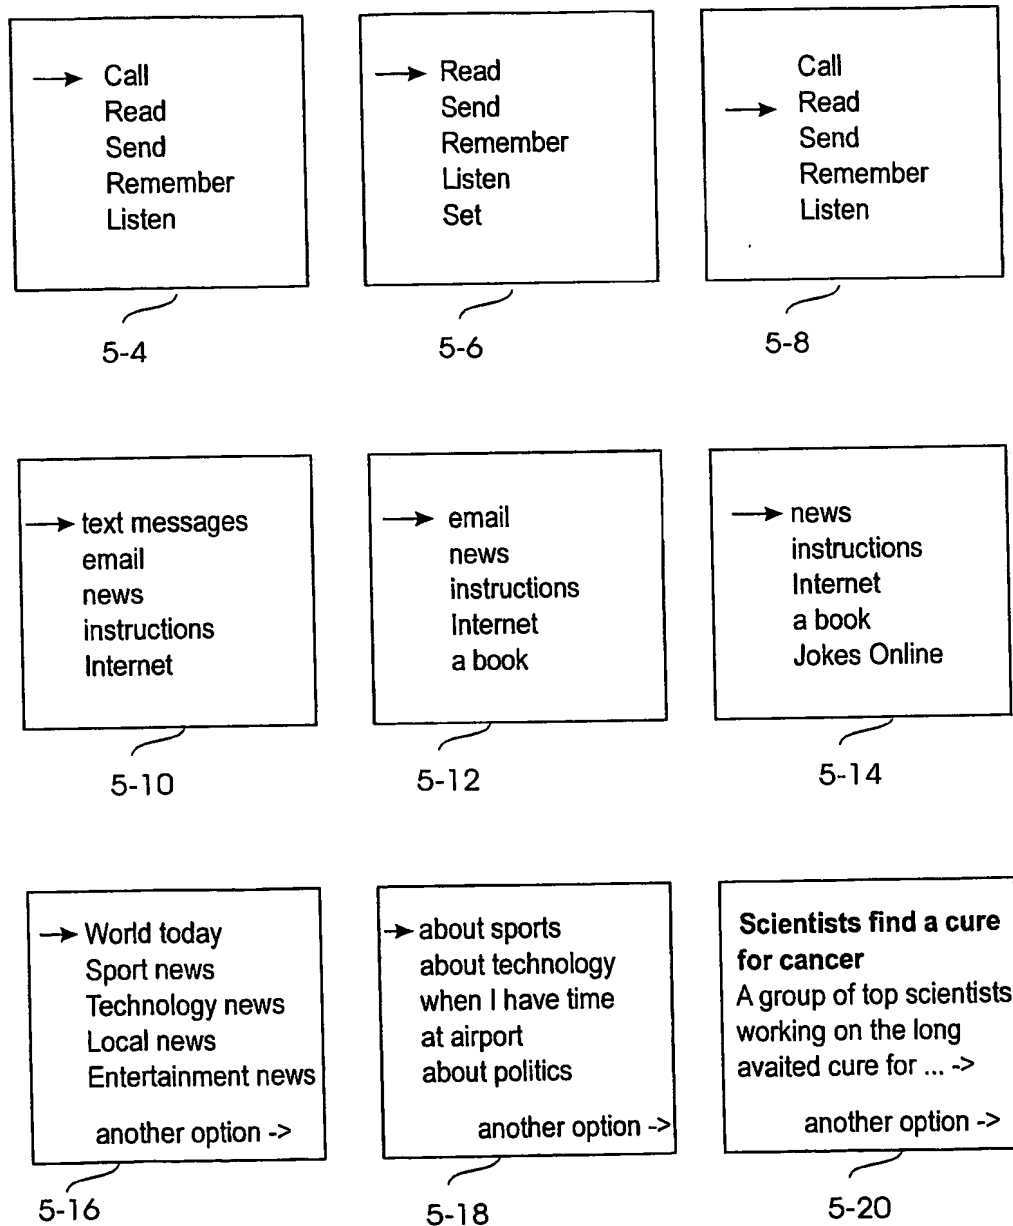 Call
Read
Send
Remember
Listen
5-4
Read
Send
Remember
Listen
Set
5-6
Call
Read
Send
Remember
Listen
5-8
text messages
email
news
instructions
Internet
5-10
email
news
instructions
Internet
a book
5-12
news
instructions
Internet
a book
Jokes Online
5-14
World today
Sport news
Technology news
Local news
Entertainment news
another option ->
5-16
about sports
about technology
when I have time
at airport
about politics
another option ->
5-18
Scientists find a cure
for cancer
A group of top scientists
working on the long
avaited cure for ... ->
another option ->
5-20